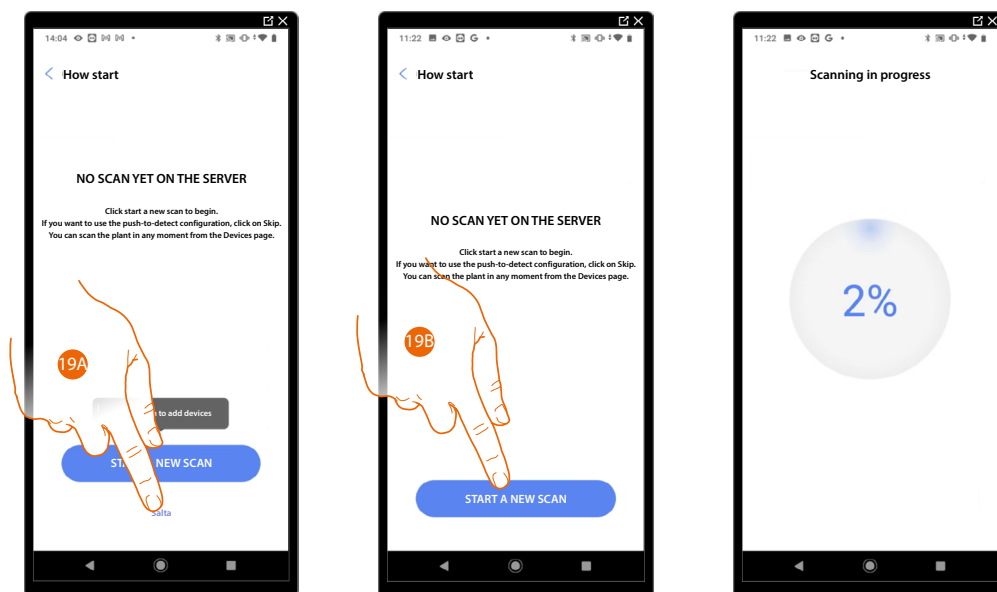 14:04
How start
NO SCAN YET ON THE SERVER
Click start a new scan to begin.
If you want to use the push-to-detect configuration, click on Skip.
You can scan the plant in any moment from the Devices page.
19A
to add devices
NEW SCAN
Salta
11:22 G
How start
NO SCAN YET ON THE SERVER
Click start a new scan to begin.
If you want to use the push-to-detect configuration, click on Skip.
You can scan the plant in any moment from the Devices page.
19B
START A NEW SCAN
11:22 G
Scanning in progress
2%